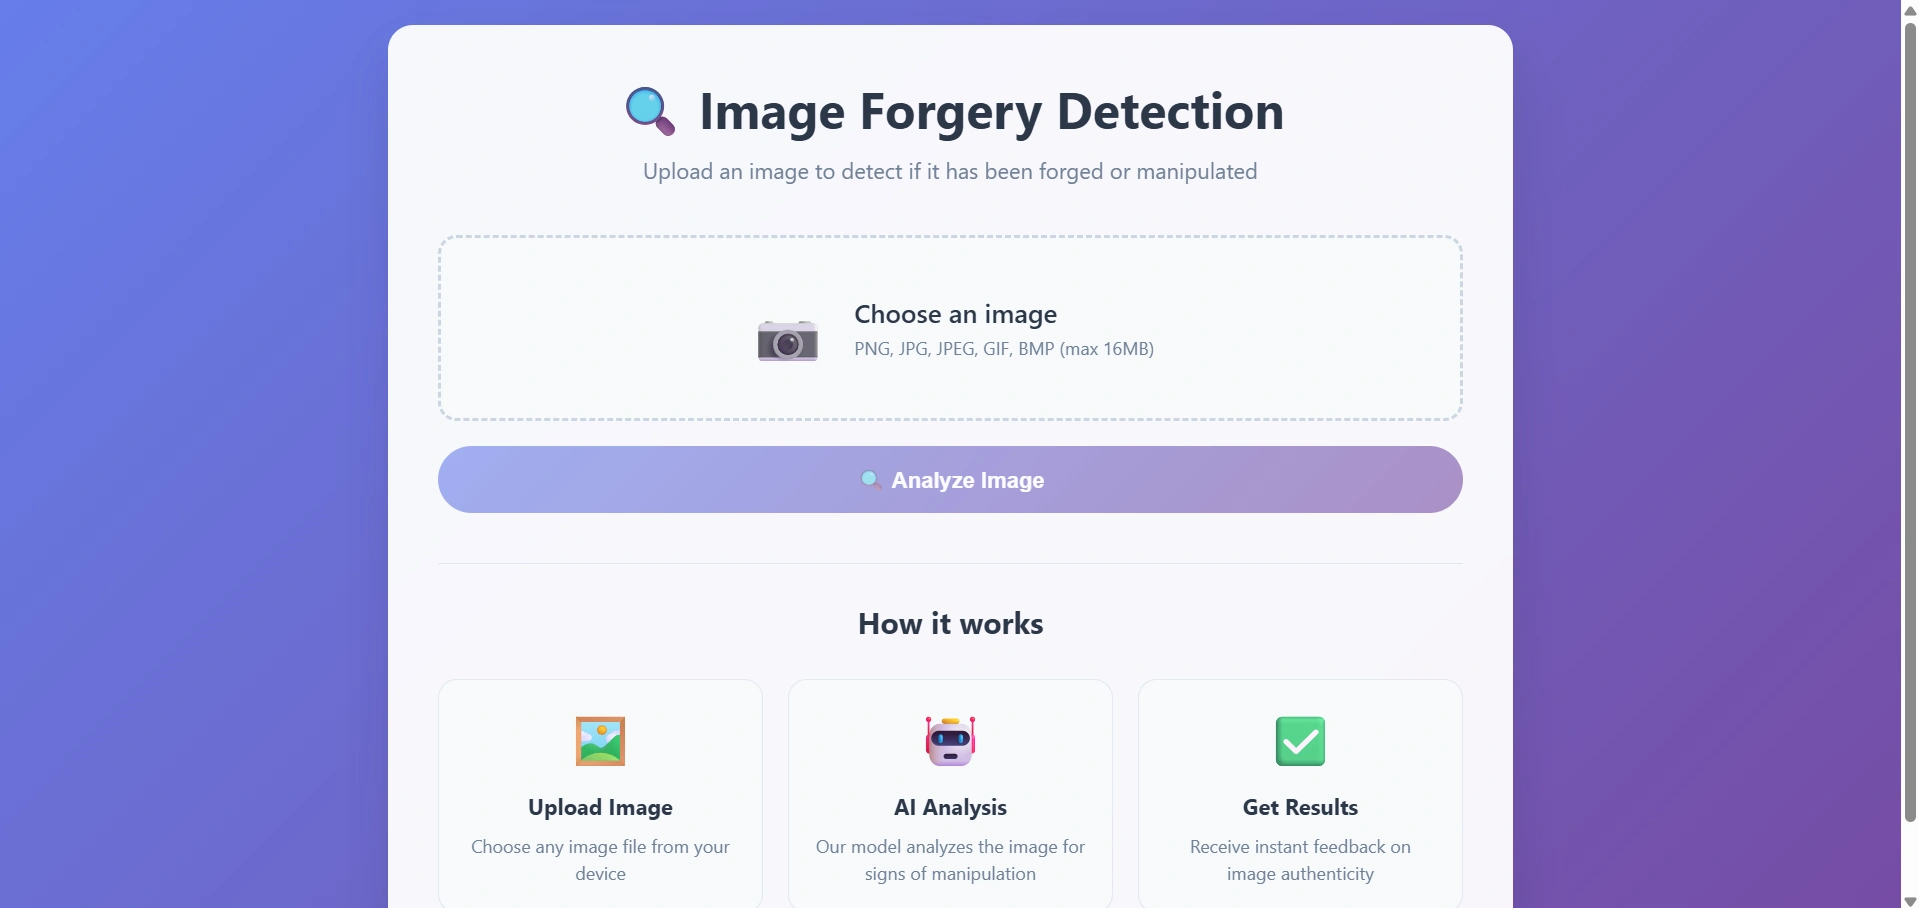 Image Forgery Detection
Upload an image to detect if it has been forged or manipulated
Choose an image
PNG, JPG, JPEG, GIF, BMP (max 16MB)
Analyze Image
How it works
Upload Image
Choose any image file from your
device
AI Analysis
Our model analyzes the image for
signs of manipulation
Get Results
Receive instant feedback on
image authenticity